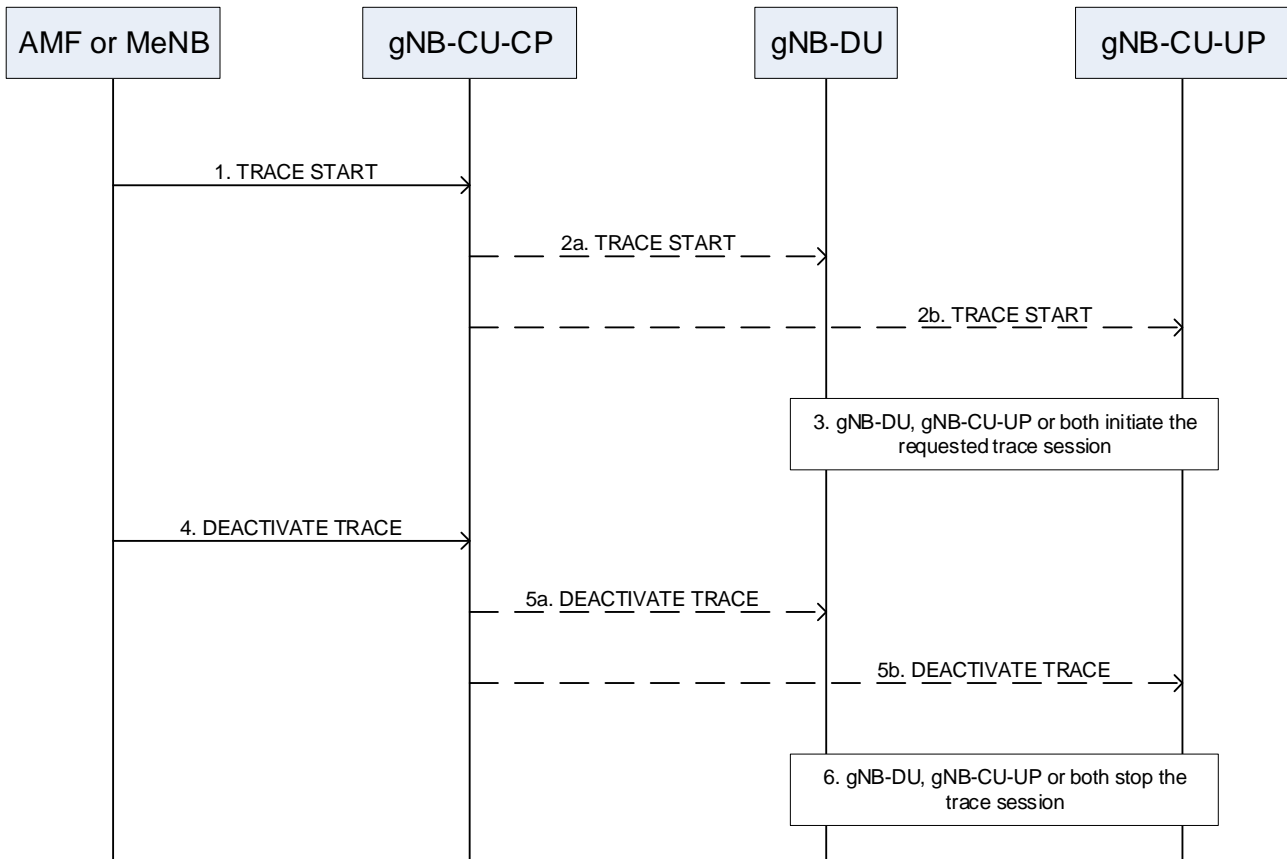 AMF or MeNB
gNB-CU-CP
gNB-DU
gNB-CU-UP
1. TRACE START
2a. TRACE START
2b. TRACE START
3. gNB-DU, gNB-CU-UP or both initiate the
requested trace session
4. DEACTIVATE TRACE
5a. DEACTIVATE TRACE
5b. DEACTIVATE TRACE
6. gNB-DU, gNB-CU-UP or both stop the
trace session